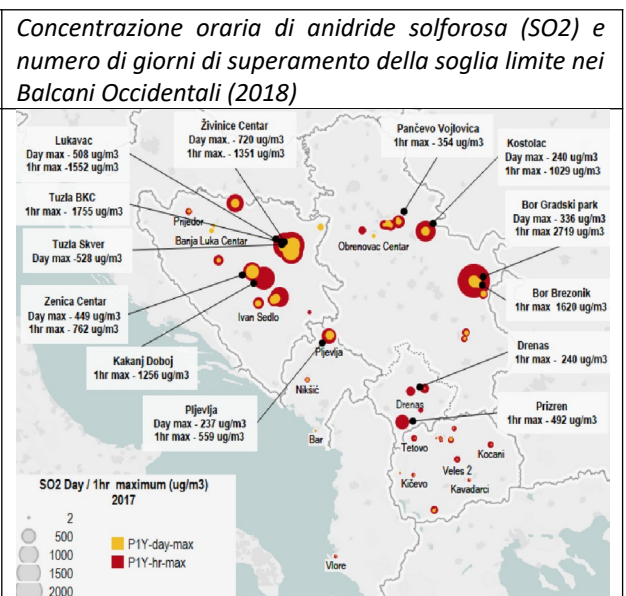 Concentrazione oraria di anidride solforosa (SO2) e
numero di giorni di superamento della soglia limite nei
Balcani Occidentali (2018)
Lukavac
Day max - 508 ug/m3
1hr max -1552 ug/m3
Živinice Centar
Day max. - 720 ug/m3
1hr max. - 1351 ug/m3
Pančevo Vojlovica
1hr max - 354 ug/m3
Kostolac
Day max - 240 ug/m3
1hr max - 1029 ug/m3
Tuzla BKC
1hr max - 1755 ug/m3
Bor Gradski park
Day max - 336 ug/m3
1hr max 2719 ug/m3
Prijedor
Banja Luka Centar
Obrenovac Centar
Tuzla Skver
Day max -528 ug/m3
Zenica Centar
Day max - 449 ug/m3
1hr max - 762 ug/m3
Bor Brezonik
1hr max 1620 ug/m3
Ivan Sedlo
Kakanj Doboj
1hr max - 1256 ug/m3
Pljevlja
Drenas
1hr max - 240 ug/m3
Nikšić
Drenas
Pljevlja
Day max - 237 ug/m3
1hr max - 559 ug/m3
Prizren
1hr max - 492 ug/m3
Bar
Tetovo
Kocani
Veles 2
Kičevo
Kavadarci
SO2 Day / 1hr maximum (ug/m3)
2017
2
500
1000
1500
2000
P1Y-day-max
P1Y-hr-max
Vlore